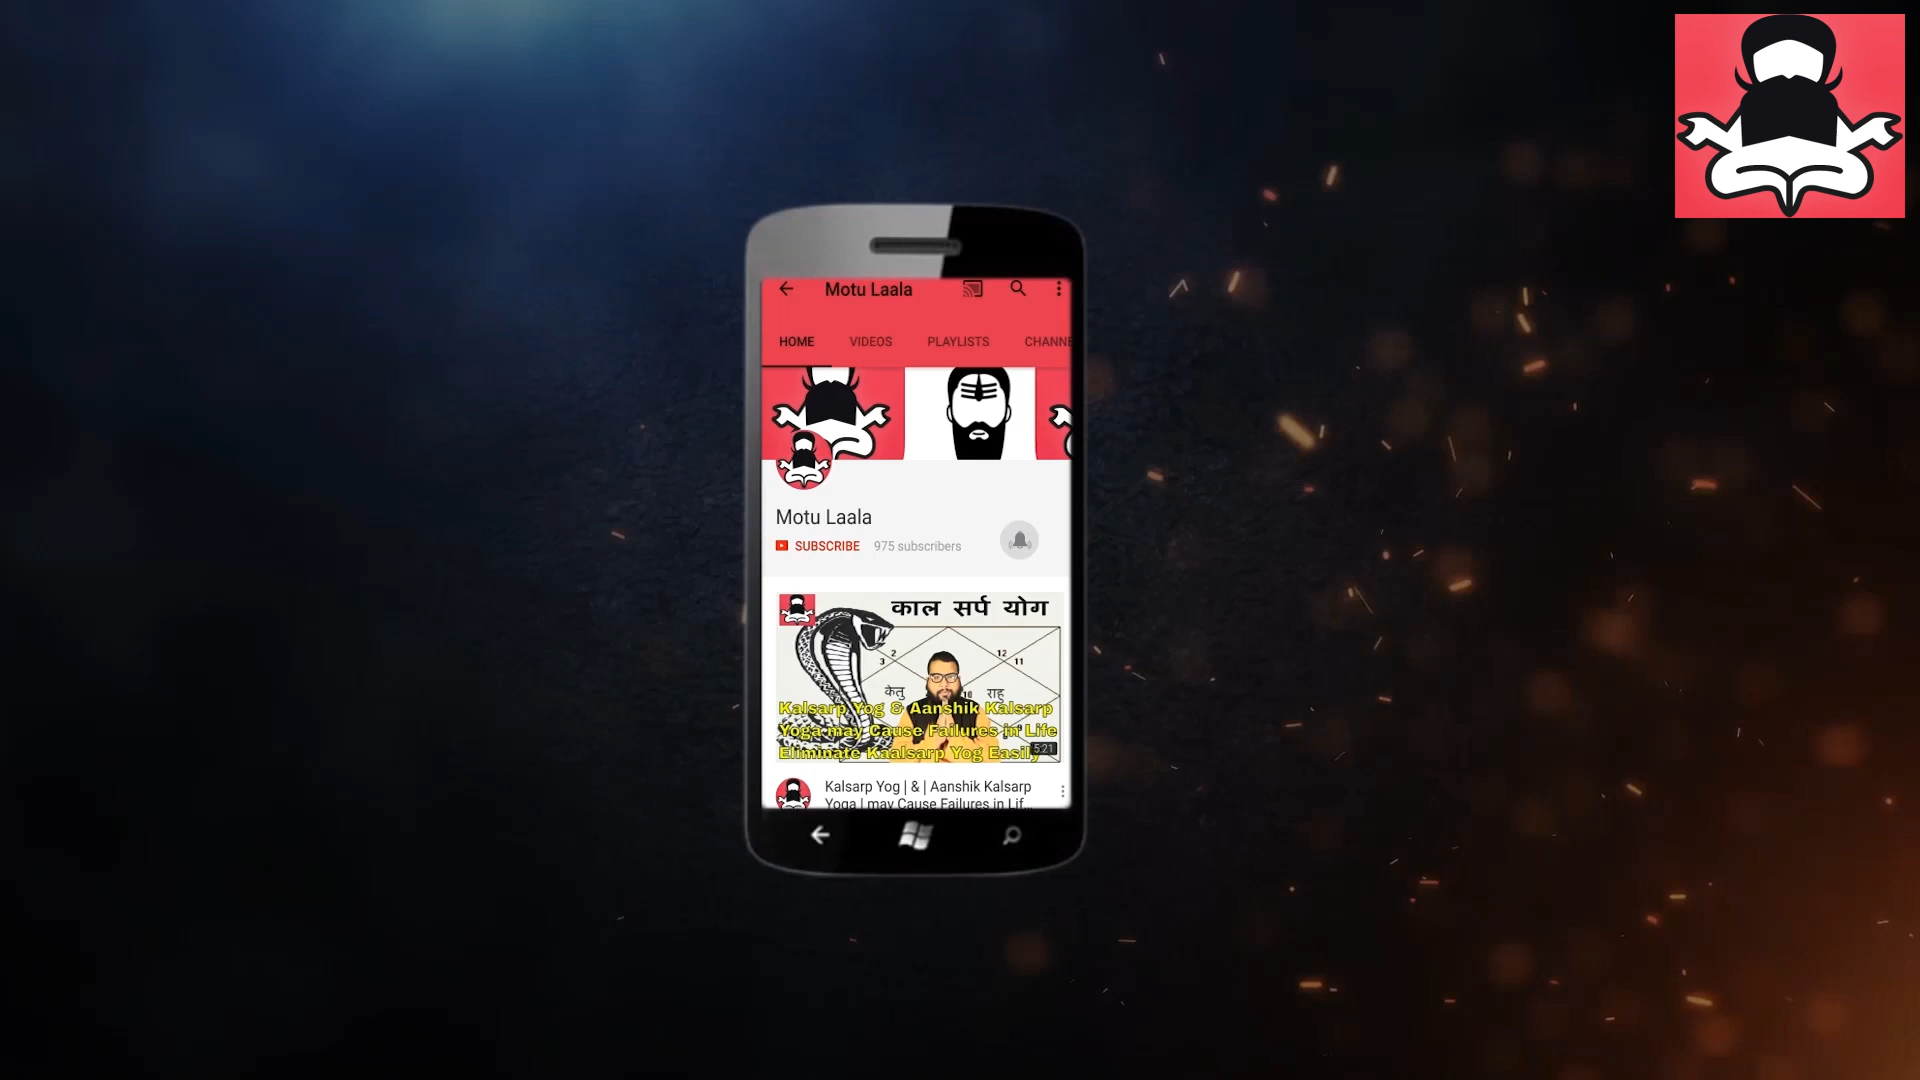 Motu Laala
HOME VIDEOS PLAYLISTS CHANNE
Motu Laala
SUBSCRIBE 975 subscribers
काल सर्प योग
2 12
3 11
केतु 10 राहु
Kalsarp Yog & Aanshik Kalsarp
Yoga may Cause Failures in Life
Eliminate Kaalsarp Yog Easily
5:21
Kalsarp Yog | & | Aanshik Kalsarp
Yoga | may Cause Failures in Lif...